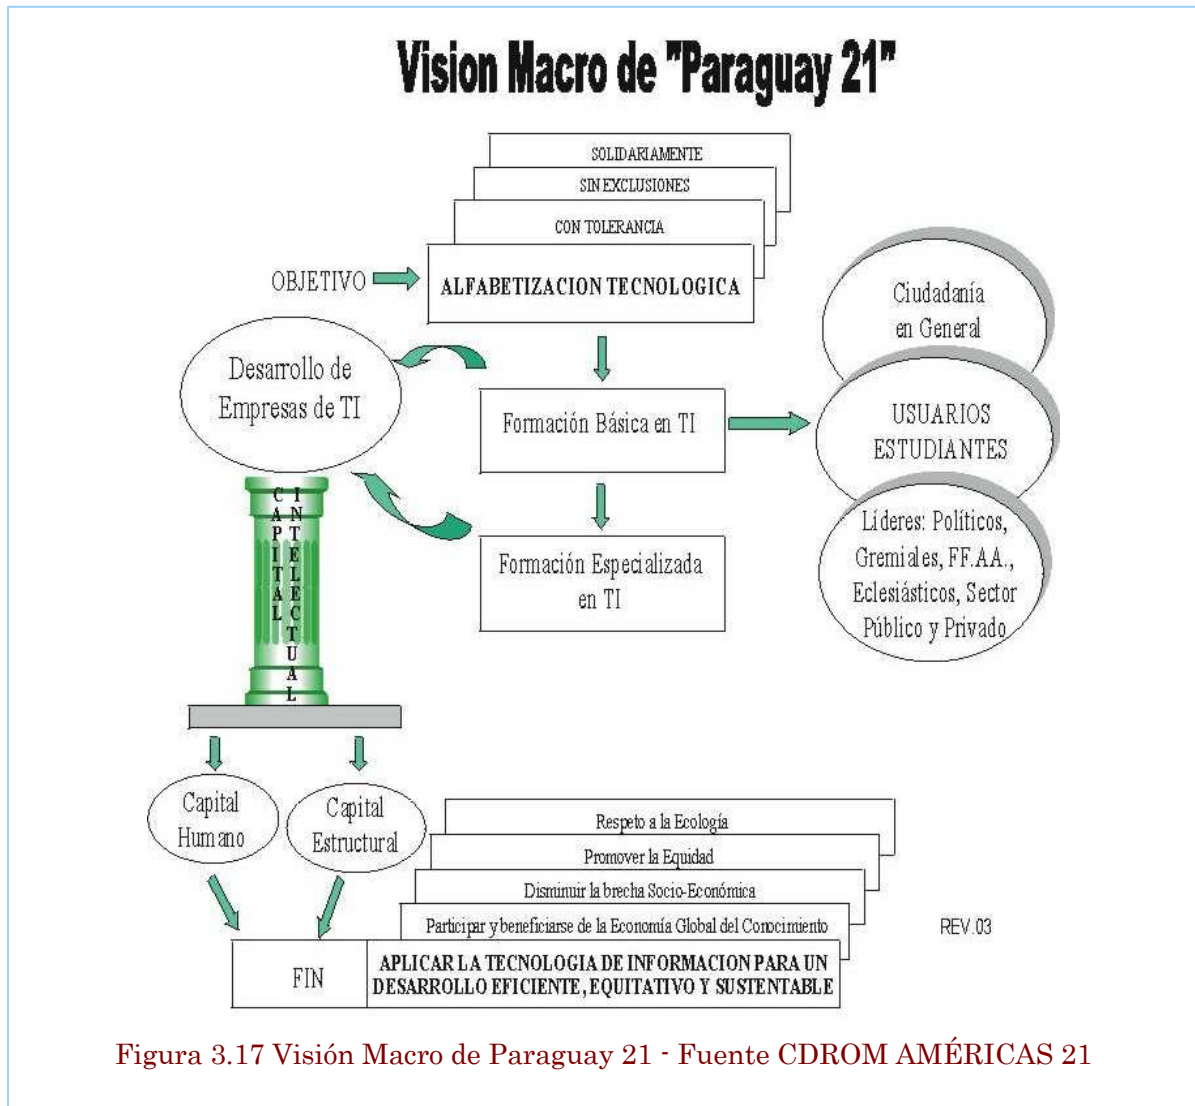 Vision Macro de "Paraguay 21"
SOLIDARIAMENTE
SIN EXCLUSIONES
CON TOLERANCIA
OBJETIVO
ALFABETIZACION TECNOLOGICA
Ciudadanía
en General
Desarrollo de
Empresas de TI
Formación Básica en TI
USUARIOS
ESTUDIANTES
CAPITAL
INTELECTUAL
Formación Especializada
en TI
Líderes: Políticos,
Gremiales, FF.AA.,
Eclesiásticos, Sector
Público y Privado
Capital
Humano
Capital
Estructural
Respeto a la Ecología
Promover la Equidad
Disminuir la brecha Socio-Económica
Participar y beneficiarse de la Economía Global del Conocimiento
REV.03
FIN
APLICAR LA TECNOLOGIA DE INFORMACION PARA UN
DESARROLLO EFICIENTE, EQUITATIVO Y SUSTENTABLE
Figura 3.17 Visión Macro de Paraguay 21 - Fuente CDROM AMÉRICAS 21